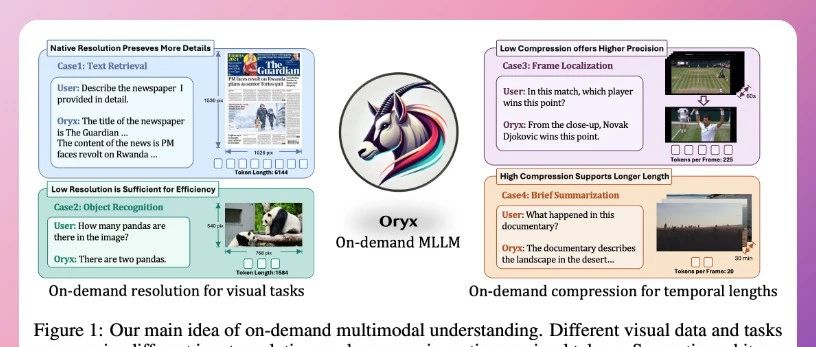 Native Resolution Preseves More Details
Case1: Text Retrieval
User: Describe the newspaper I
provided in detail.
Oryx: The title of the newspaper
is The Guardian ...
The content of the news is PM
faces revolt on Rwanda ...
The
Guardian
PM faces revolt on Rwanda
plans as senior Tories quit
1536 pix
1024 pix
Token Length: 6144
Low Resolution is Sufficient for Efficiency
Case2: Object Recognition
User: How many pandas are
there in the image?
Oryx: There are two pandas.
540 pix
768 pix
Token Length:1584
On-demand resolution for visual tasks
Oryx
On-demand MLLM
Low Compression offers Higher Precision
Case3: Frame Localization
User: In this match, which player
wins this point?
Oryx: From the close-up, Novak
Djokovic wins this point.
60s
Tokens per Frame: 225
High Compression Supports Longer Length
Case4: Brief Summarization
User: What happened in this
documentary?
Oryx: The documentary describes
the landscape in the desert...
30 min
Tokens per Frame: 20
On-demand compression for temporal lengths
Figure 1: Our main idea of on-demand multimodal understanding. Different visual data and tasks